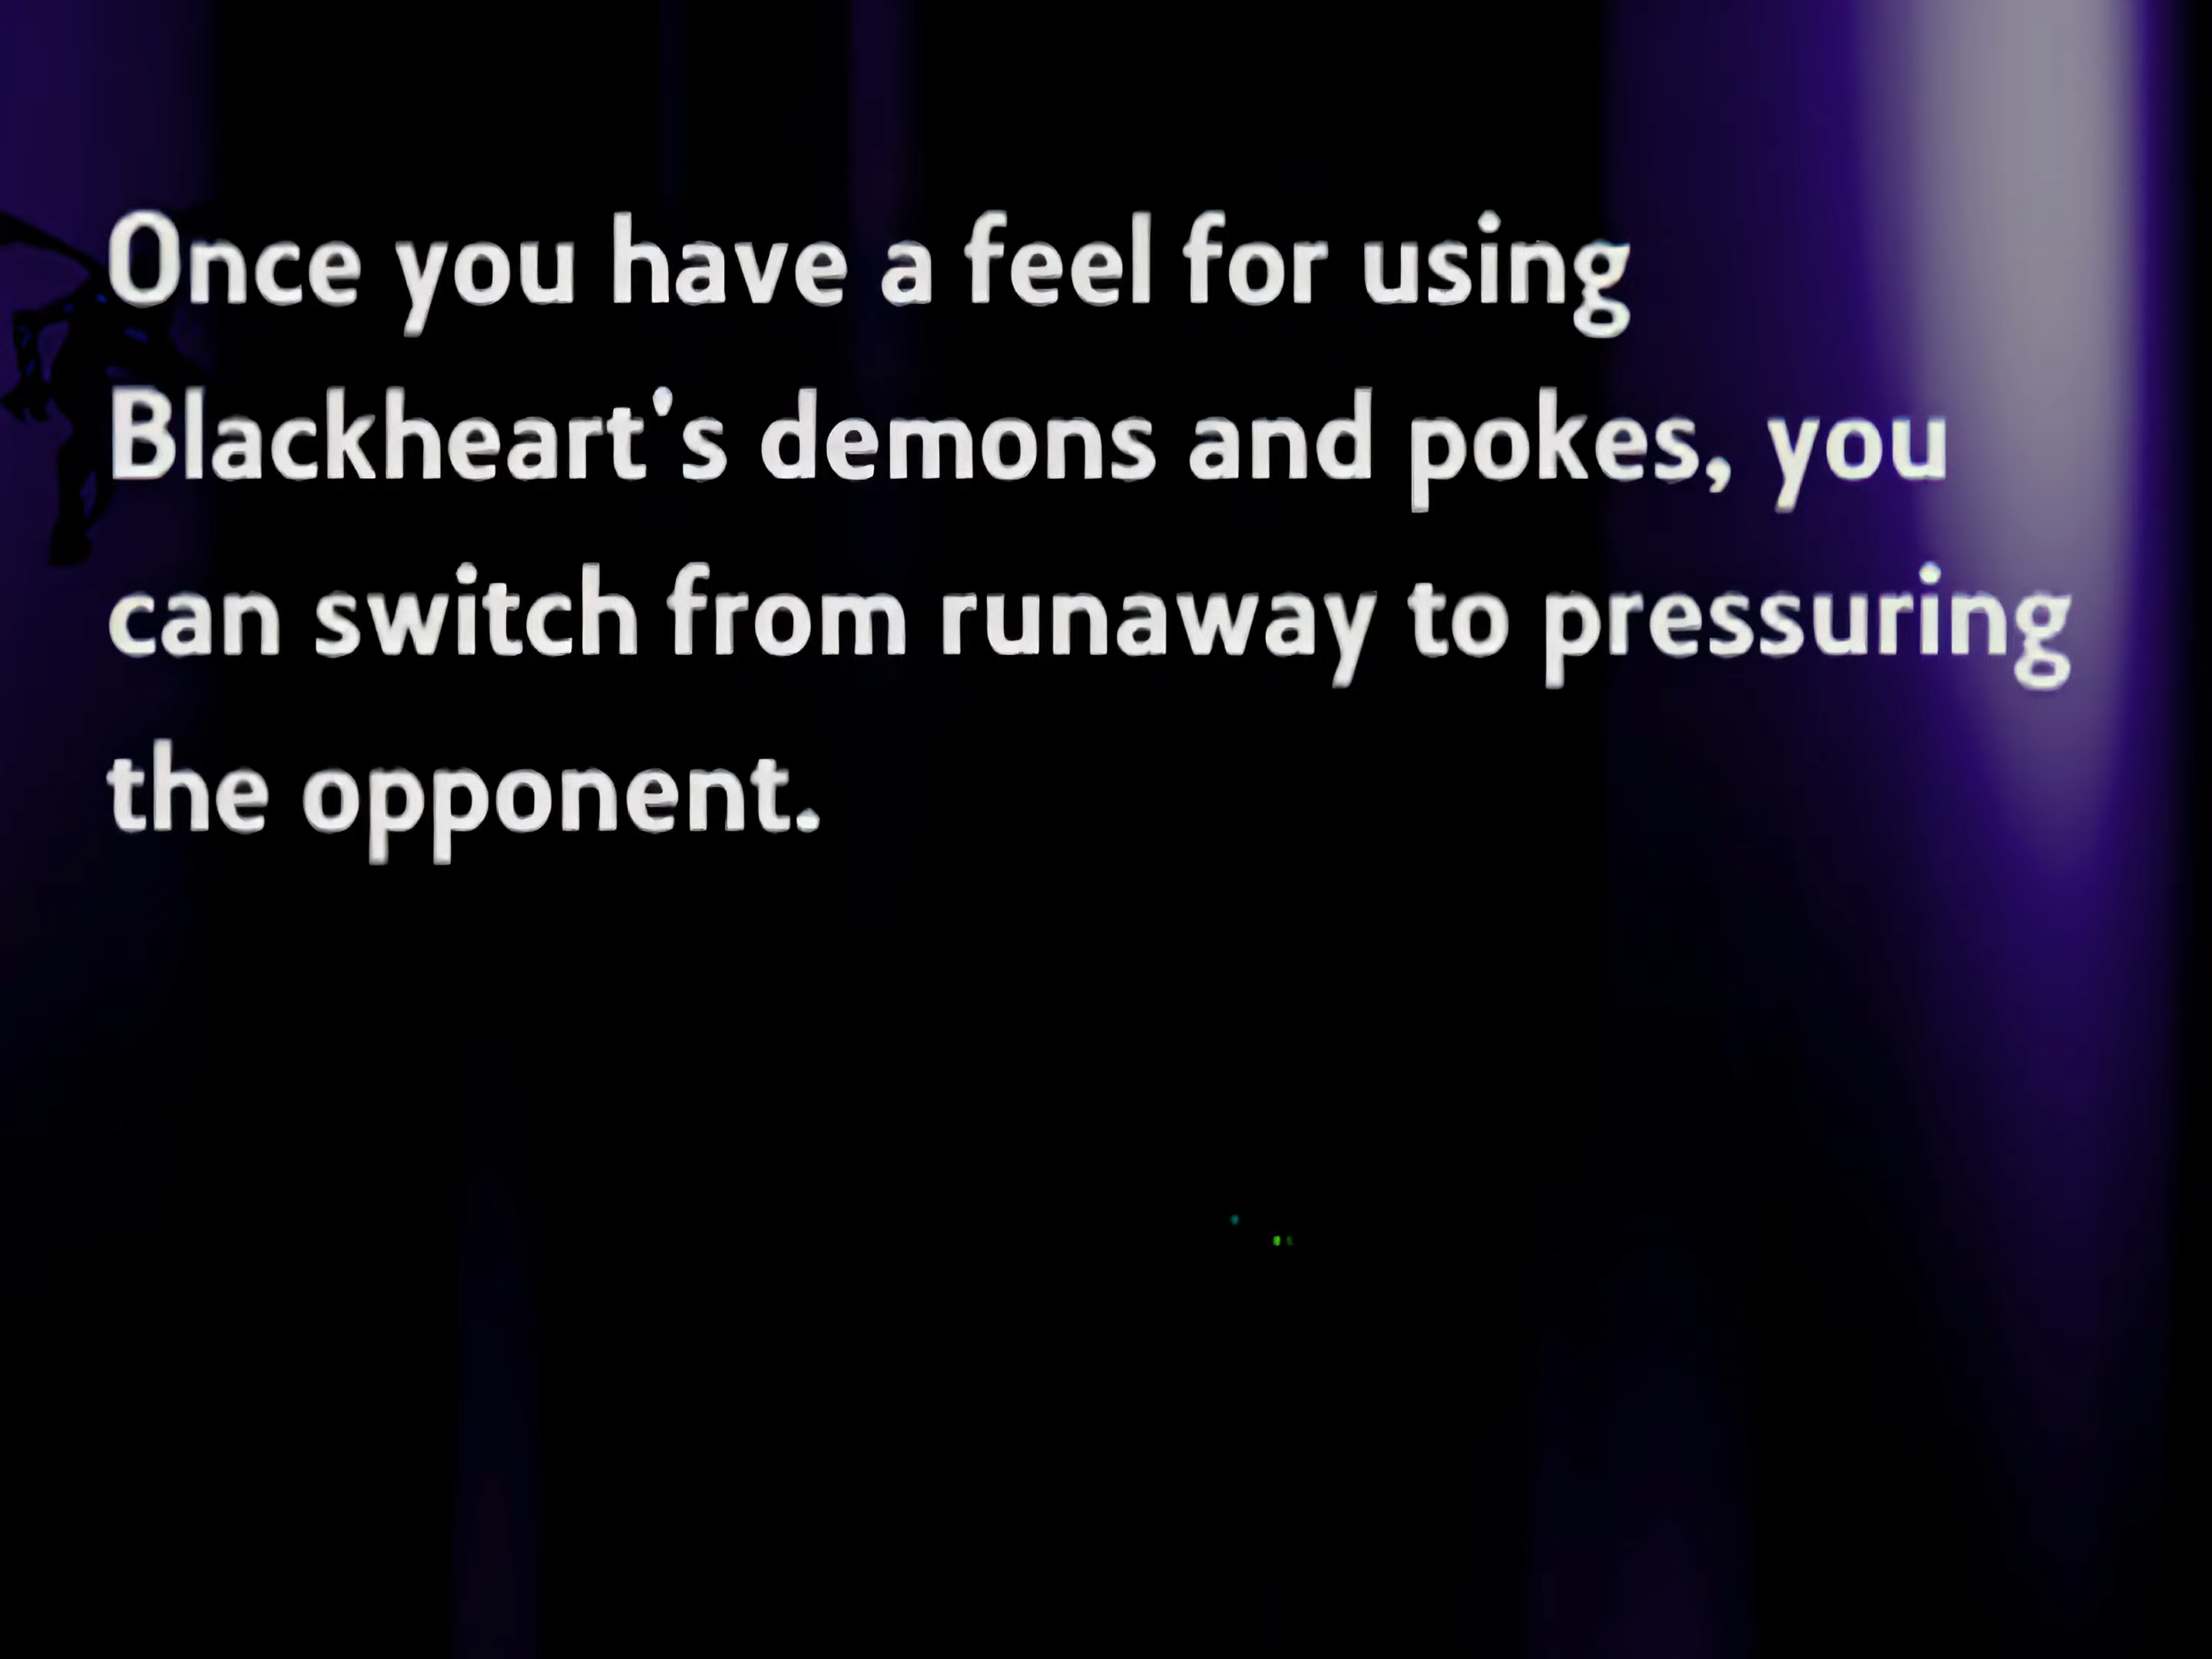 Once you have a feel for using
Blackheart's demons and pokes, you
can switch from runaway to pressuring
the opponent.